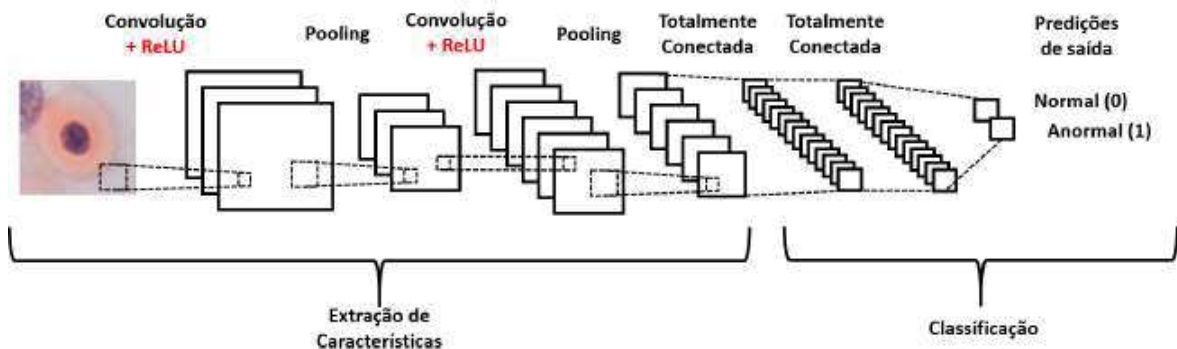 Convolução
+ ReLU
Pooling
Convolução
+ ReLU
Pooling
Totalmente
Conectada
Totalmente
Conectada
Predições
de saída
Normal (0)
Anormal (1)
Extração de
Características
Classificação